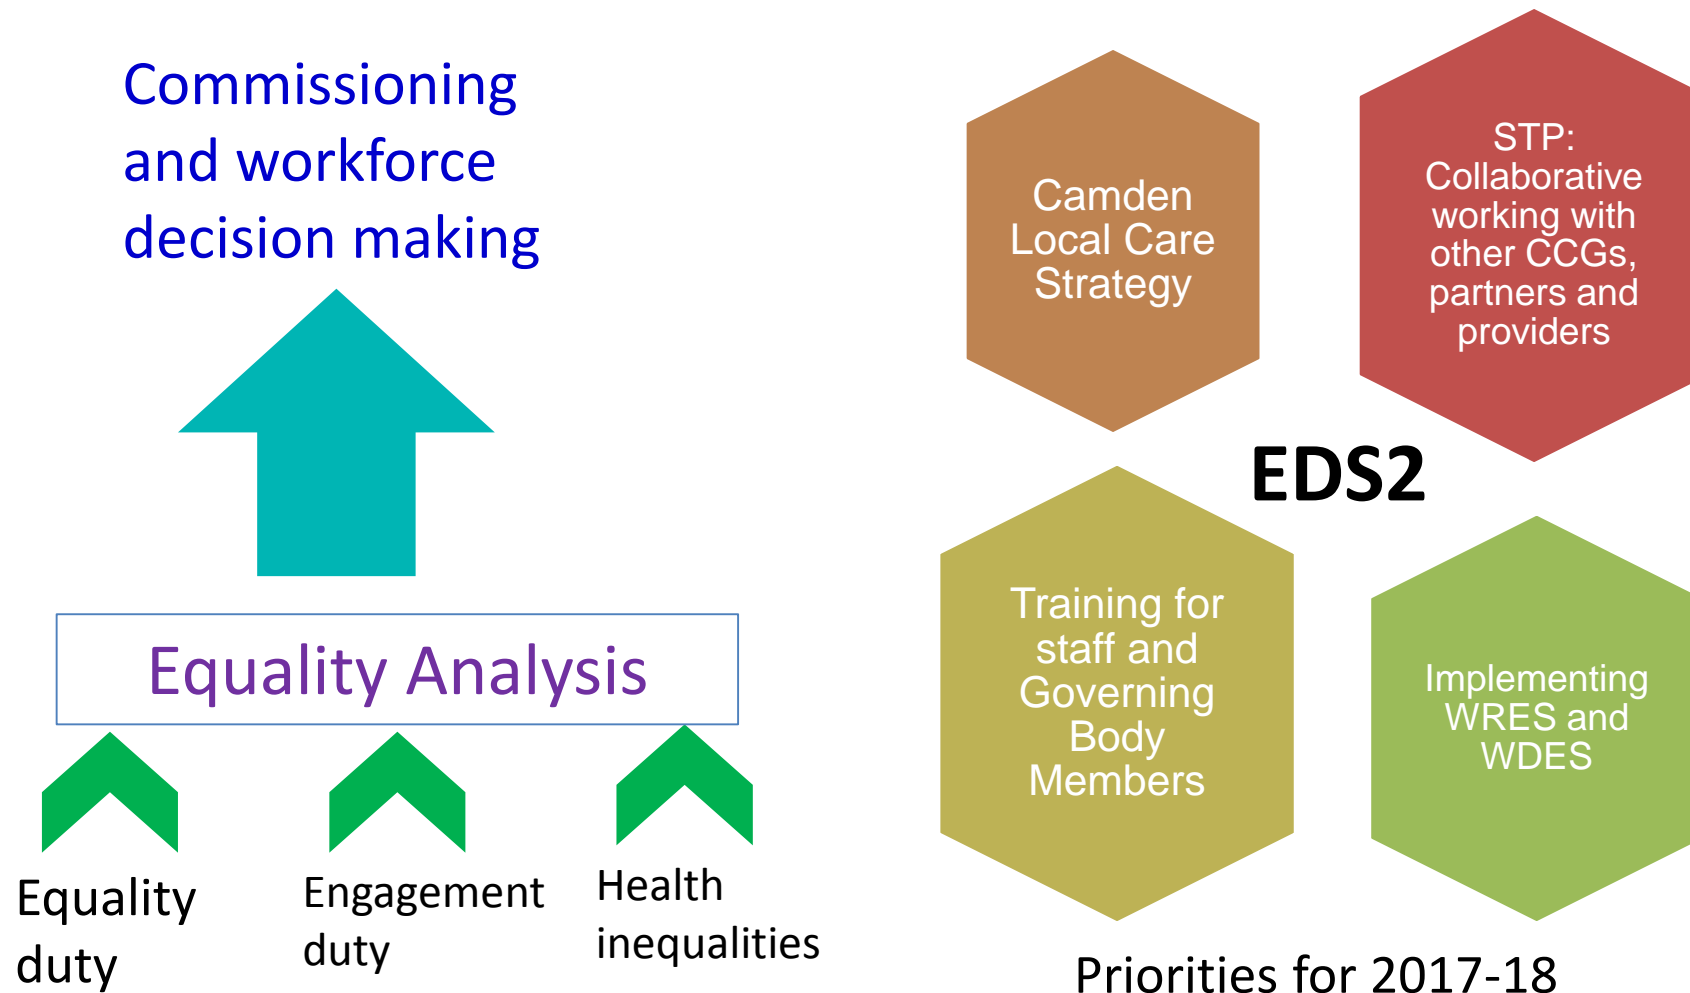 Commissioning
and workforce
decision making
Equality Analysis
Equality
duty
Engagement
duty
Health
inequalities
Camden
Local Care
Strategy
STP:
Collaborative
working with
other CCGs,
partners and
providers
EDS2
Training for
staff and
Governing
Body
Members
Implementing
WRES and
WDES
Priorities for 2017-18